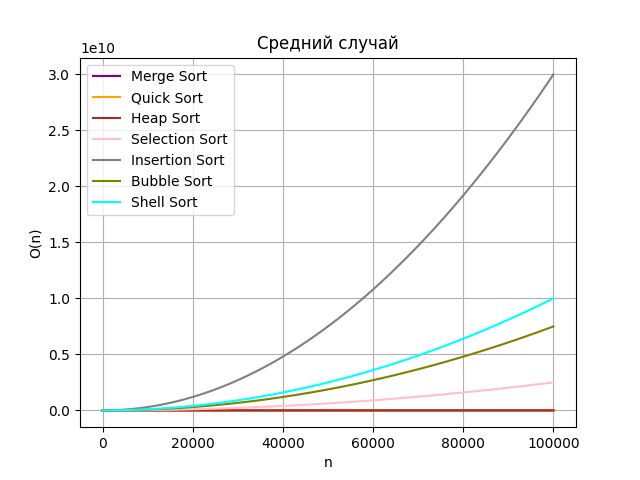 Средний случай
1e10
3.0
2.5
2.0
1.5
1.0
0.5
0.0
O(n)
Merge Sort
Quick Sort
Heap Sort
Selection Sort
Insertion Sort
Bubble Sort
Shell Sort
0 20000 40000 60000 80000 100000
n